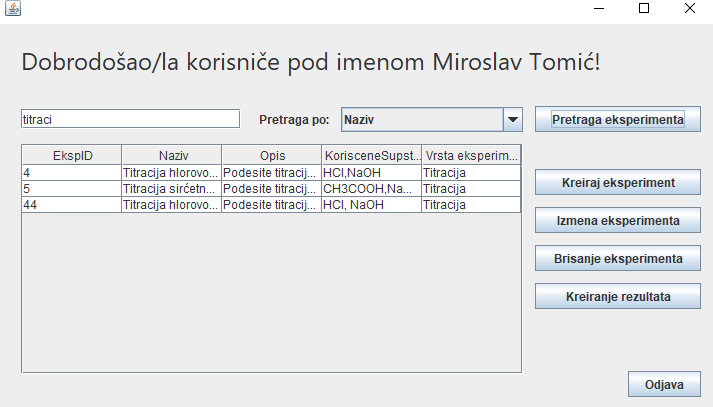 Dobrodošao/la korisniče pod imenom Miroslav Tomić!
titraci Pretraga po: Naziv Pretraga eksperimenta
EkspID Naziv Opis KorisceneSupst... Vrsta eksperim...
4 Titracija hlorovo... Podesite titracij... HCl,NaOH Titracija
5 Titracija sirćetn... Podesite titracij... CH3COOH,Na... Titracija
44 Titracija hlorovo... Podesite titracij... HCl, NaOH Titracija
Kreiraj eksperiment
Izmena eksperimenta
Brisanje eksperimenta
Kreiranje rezultata
Odjava